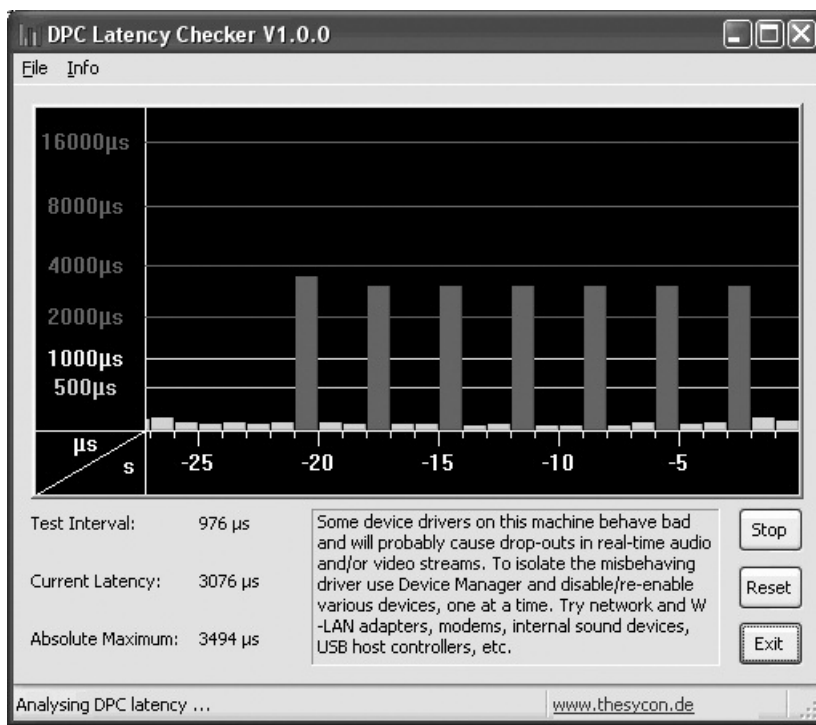 DPC Latency Checker V1.0.0
File Info
16000µs
8000µs
4000µs
2000µs
1000µs
500µs
µs
s
-25 -20 -15 -10 -5
Test Interval: 976 µs
Current Latency: 3076 µs
Absolute Maximum: 3494 µs
Some device drivers on this machine behave bad
and will probably cause drop-outs in real-time audio
and/or video streams. To isolate the misbehaving
driver use Device Manager and disable/re-enable
various devices, one at a time. Try network and W
-LAN adapters, modems, internal sound devices,
USB host controllers, etc.
Stop
Reset
Exit
Analysing DPC latency ... www.thesycon.de